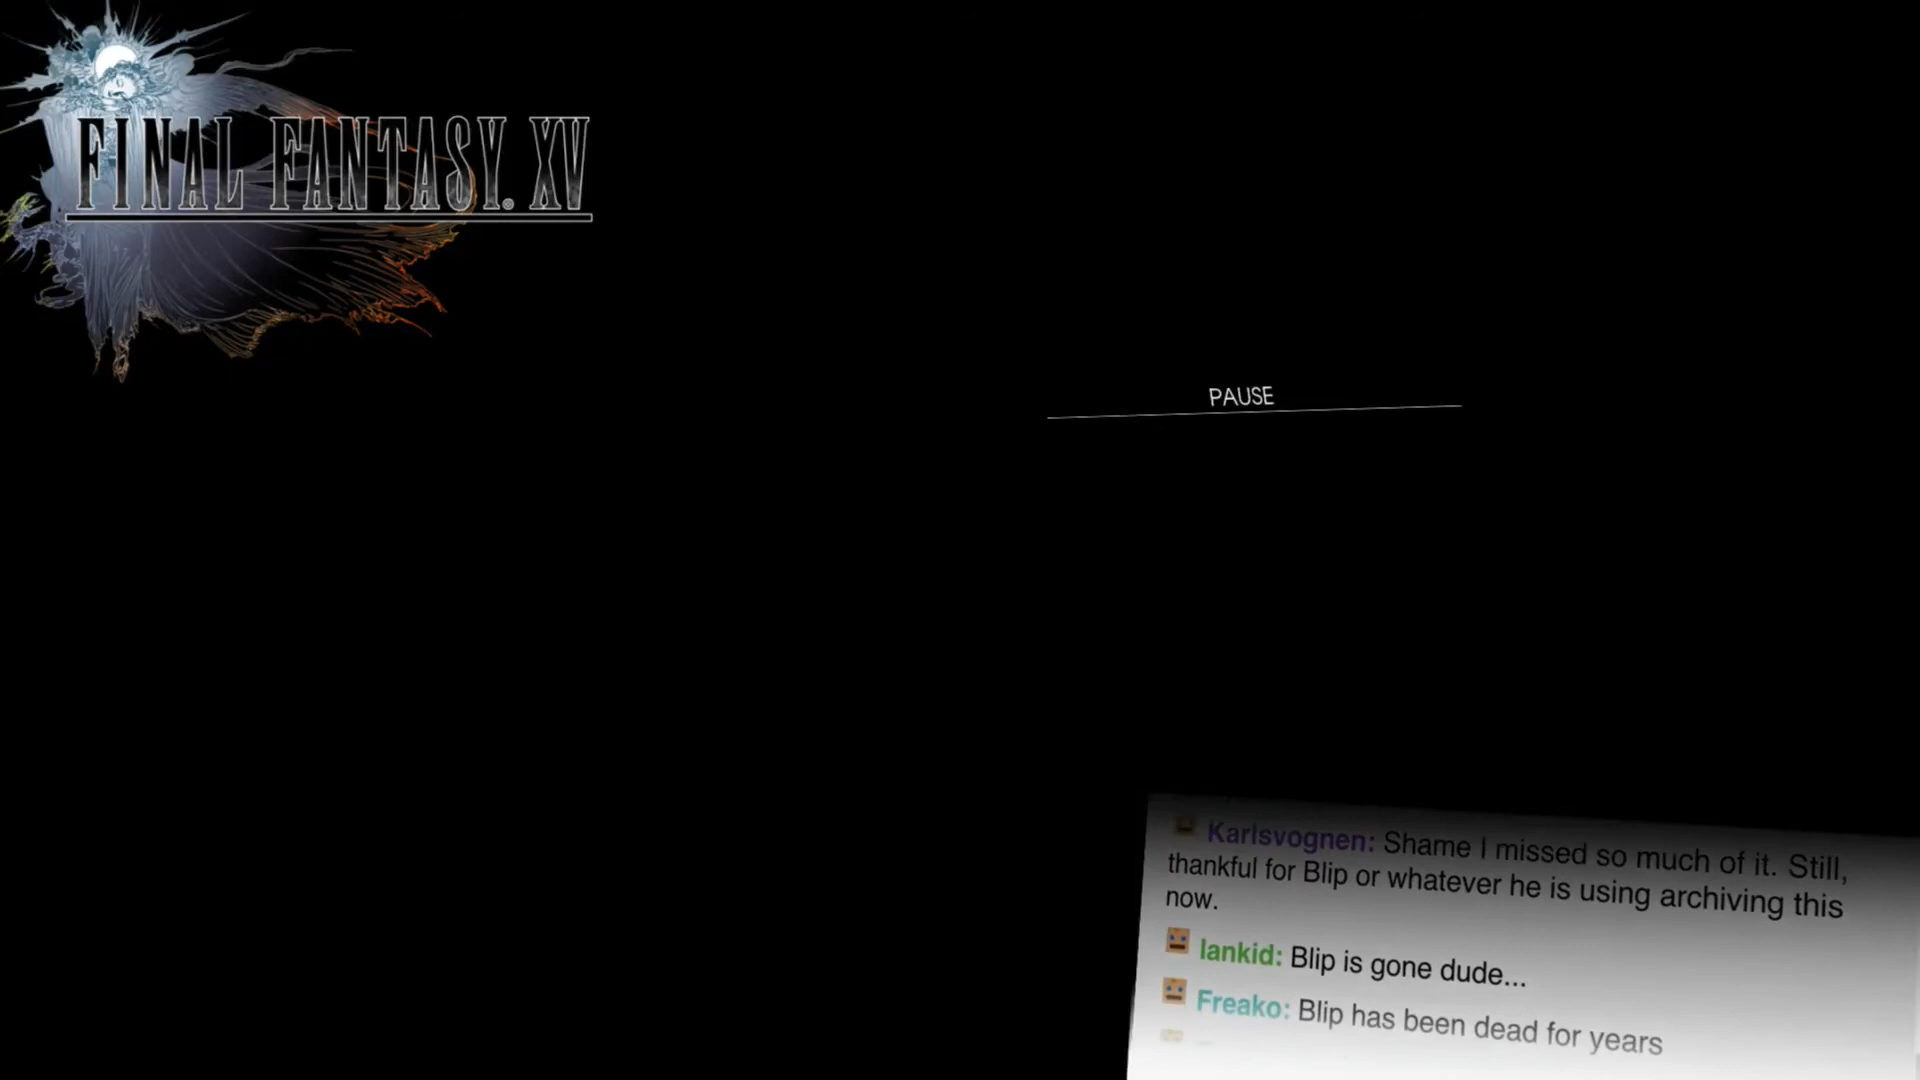 FINAL FANTASY® XV
PAUSE
Karlsvognen: Shame I missed so much of it. Still,
thankful for Blip or whatever he is using archiving this
now.
lankid: Blip is gone dude...
Freako: Blip has been dead for years